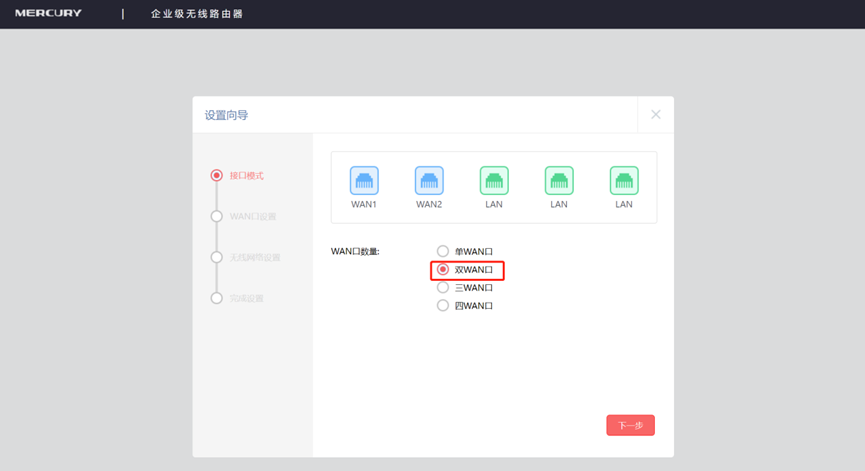 MERCURY | 企业级无线路由器
设置向导
接口模式
WAN口设置
无线网络设置
完成设置
WAN1 WAN2 LAN LAN LAN
WAN口数量:
单WAN口
双WAN口
三WAN口
四WAN口
下一步